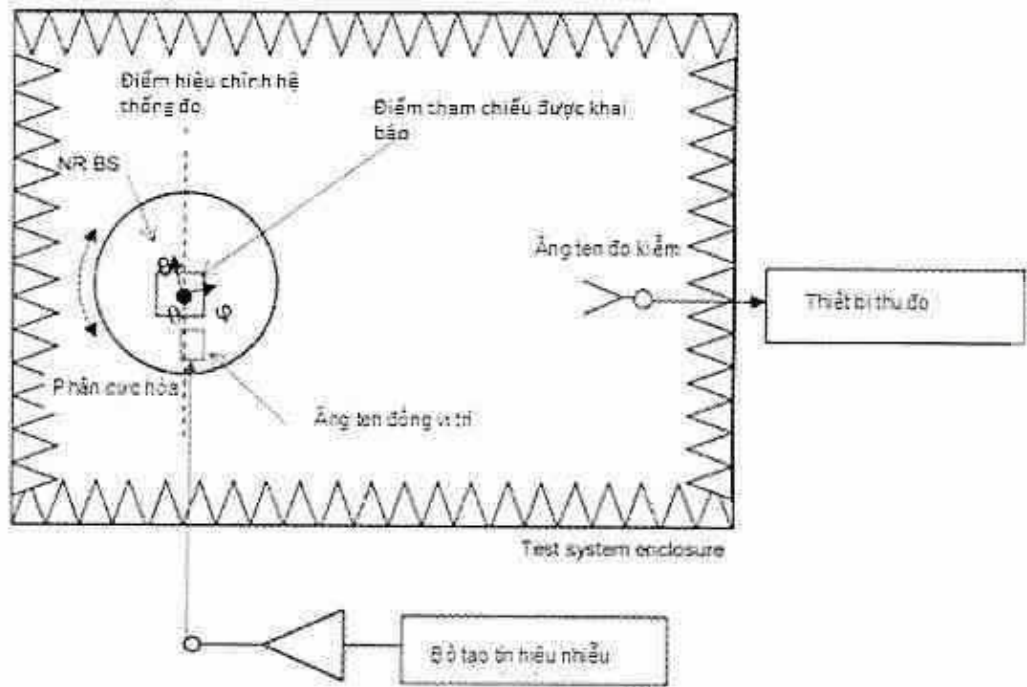 Điểm hiệu chỉnh hệ
thống đo
Điểm tham chiếu được khai
báo
NR BS
Ăng ten đo kiểm
Thiết bị thu đo
θ
φ
Phân cực hóa
Ăng ten đồng vị trí
Test system enclosure
Bộ tạo tín hiệu nhiễu